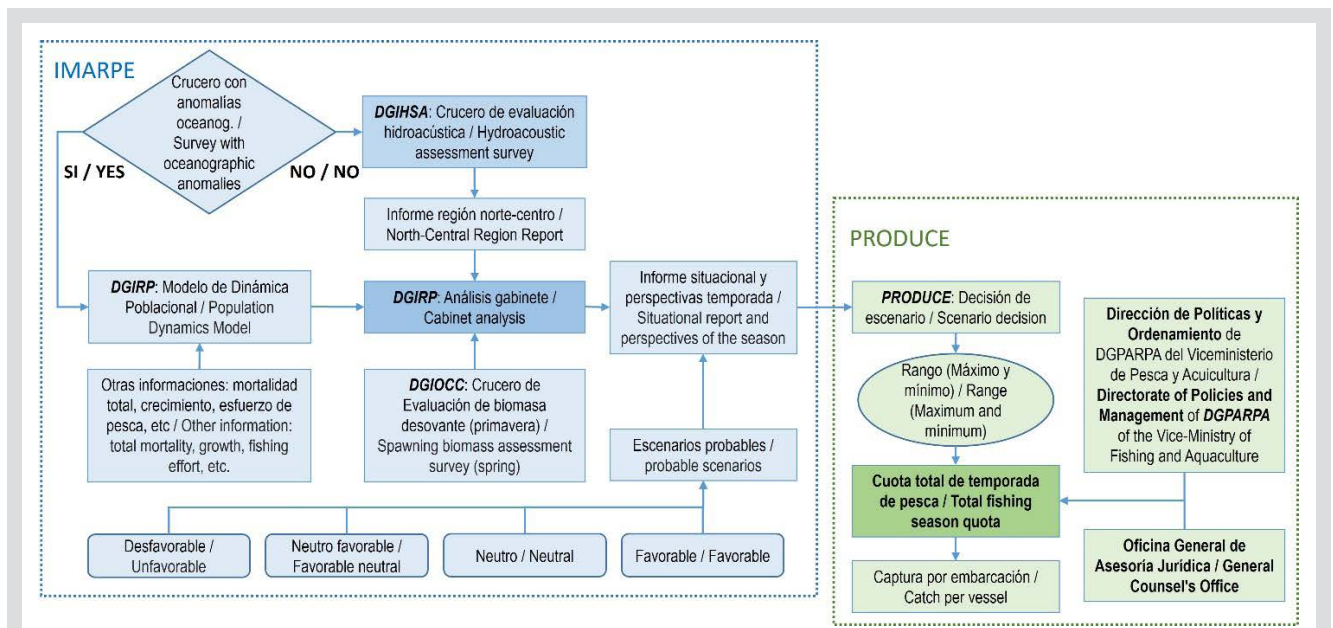 IMARPE
Crucero con
anomalías
oceanog. /
Survey with
oceanographic
anomalies
SI / YES
NO / NO
DGIHSA: Crucero de evaluación
hidroacústica / Hydroacoustic
assessment survey
Informe región norte-centro /
North-Central Region Report
DGIRP: Modelo de Dinámica
Poblacional / Population
Dynamics Model
DGIRP: Análisis gabinete /
Cabinet analysis
Informe situacional y
perspectivas temporada /
Situational report and
perspectives of the season
Otras informaciones: mortalidad
total, crecimiento, esfuerzo de
pesca, etc / Other information:
total mortality, growth, fishing
effort, etc.
DGIOCC: Crucero de
Evaluación de biomasa
desovante (primavera) /
Spawning biomass assessment
survey (spring)
Escenarios probables /
probable scenarios
Desfavorable /
Unfavorable
Neutro favorable /
Favorable neutral
Neutro / Neutral
Favorable / Favorable
PRODUCE
PRODUCE: Decisión de
escenario / Scenario decision
Rango (Máximo y
mínimo) / Range
(Maximum and
minimum)
Cuota total de temporada
de pesca / Total fishing
season quota
Captura por embarcación /
Catch per vessel
Dirección de Políticas y
Ordenamiento de
DGPARPA del Viceministerio
de Pesca y Acuicultura /
Directorate of Policies and
Management of DGPARPA
of the Vice-Ministry of
Fishing and Aquaculture
Oficina General de
Asesoría Jurídica / General
Counsel's Office